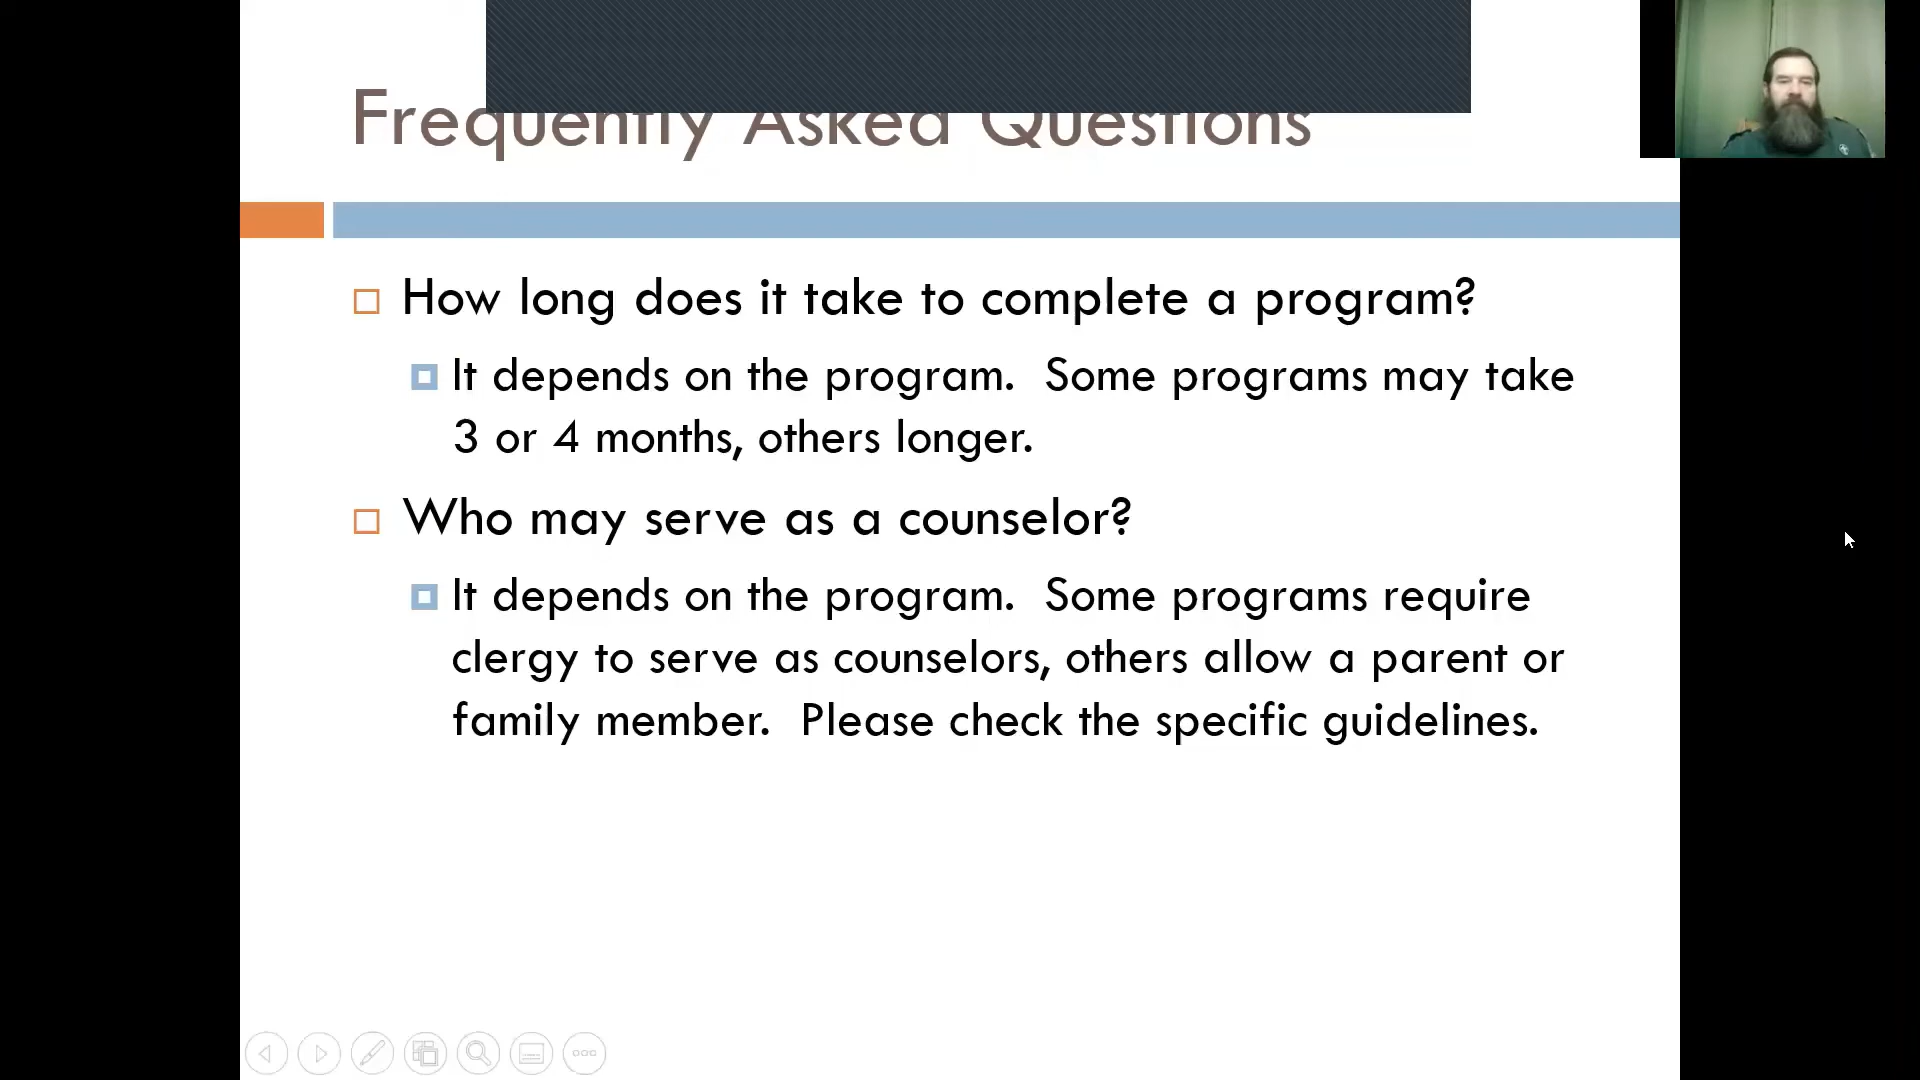 Frequently Asked Questions
How long does it take to complete a program?
It depends on the program.  Some programs may take
3 or 4 months, others longer.
Who may serve as a counselor?
It depends on the program.  Some programs require
clergy to serve as counselors, others allow a parent or
family member.  Please check the specific guidelines.